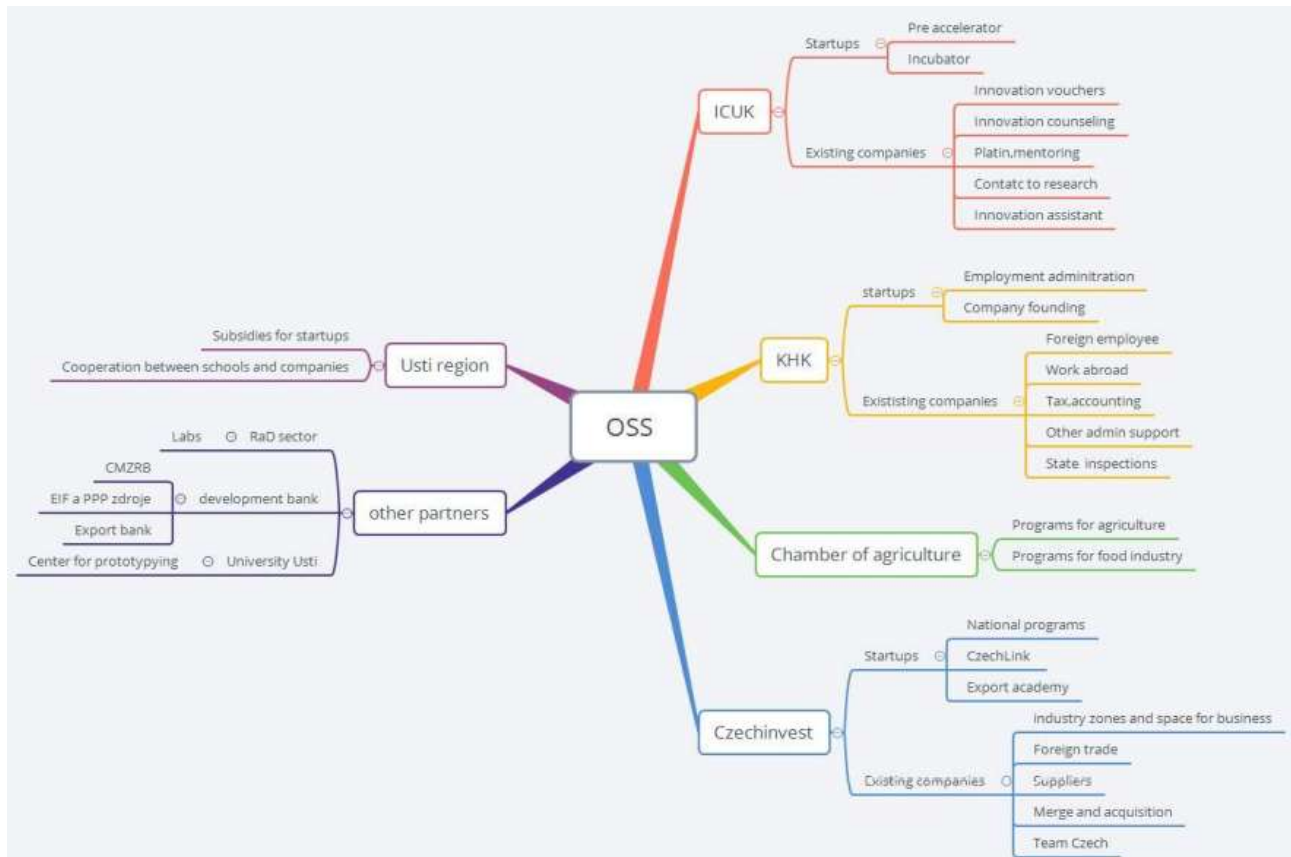 OSS
ICUK
Startups
Pre accelerator
Incubator
Existing companies
Innovation vouchers
Innovation counseling
Platin,mentoring
Contatc to research
Innovation assistant
KHK
startups
Employment adminitration
Company founding
Exististing companies
Foreign employee
Work abroad
Tax,accounting
Other admin support
State inspections
Chamber of agriculture
Programs for agriculture
Programs for food industry
Czechinvest
Startups
National programs
CzechLink
Export academy
Existing companies
Industry zones and space for business
Foreign trade
Suppliers
Merge and acquisition
Team Czech
Usti region
Subsidies for startups
Cooperation between schools and companies
other partners
RaD sector
Labs
development bank
CMZRB
EIF a PPP zdroje
Export bank
University Usti
Center for prototypying